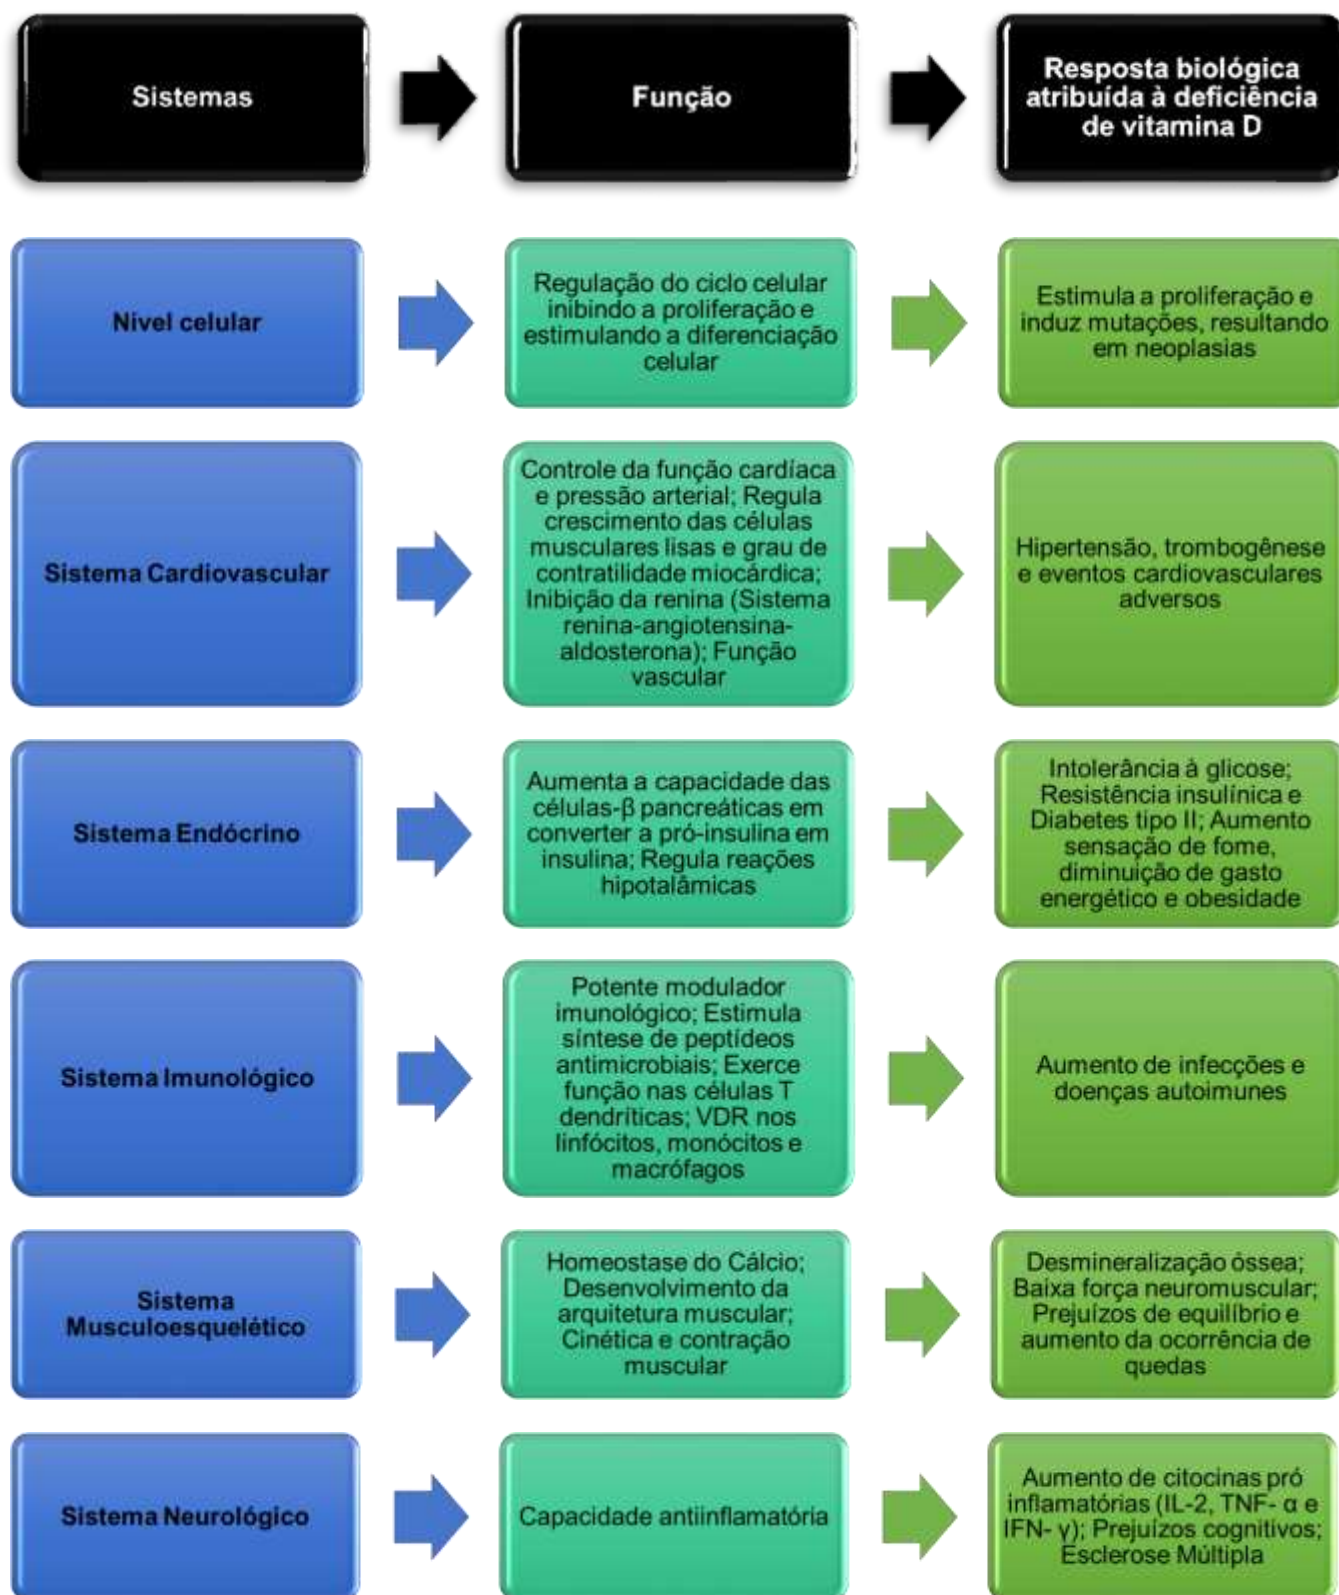 Sistemas
Função
Resposta biológica
atribuída à deficiência
de vitamina D
Nível celular
Regulação do ciclo celular
inibindo a proliferação e
estimulando a diferenciação
celular
Estimula a proliferação e
induz mutações, resultando
em neoplasias
Sistema Cardiovascular
Controle da função cardíaca
e pressão arterial; Regula
crescimento das células
musculares lisas e grau de
contratilidade miocárdica;
Inibição da renina (Sistema
renina-angiotensina-
aldosterona); Função
vascular
Hipertensão, trombogênese
e eventos cardiovasculares
adversos
Sistema Endócrino
Aumenta a capacidade das
células-β pancreáticas em
converter a pró-insulina em
insulina; Regula reações
hipotalâmicas
Intolerância à glicose;
Resistência insulínica e
Diabetes tipo II; Aumento
sensação de fome,
diminuição de gasto
energético e obesidade
Sistema Imunológico
Potente modulador
imunológico; Estimula
síntese de peptídeos
antimicrobiais; Exerce
função nas células T
dendríticas; VDR nos
linfócitos, monócitos e
macrófagos
Aumento de infecções e
doenças autoimunes
Sistema
Musculoesquelético
Homeostase do Cálcio;
Desenvolvimento da
arquitetura muscular;
Cinética e contração
muscular
Desmineralização óssea;
Baixa força neuromuscular;
Prejuízos de equilíbrio e
aumento da ocorrência de
quedas
Sistema Neurológico
Capacidade antiinflamatória
Aumento de citocinas pró
inflamatórias (IL-2, TNF- α e
IFN- γ); Prejuízos cognitivos;
Esclerose Múltipla